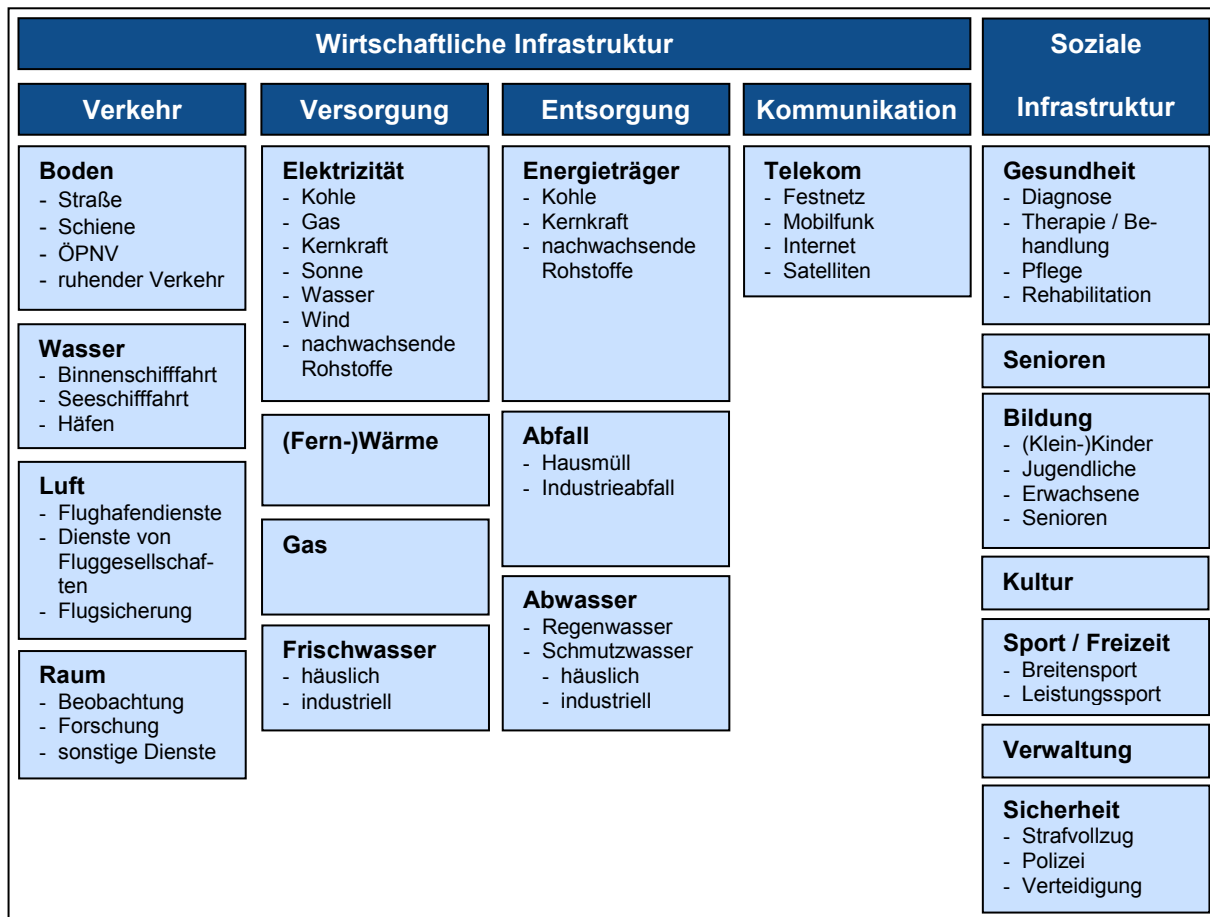 Wirtschaftliche Infrastruktur
Soziale
Infrastruktur
Verkehr
Versorgung
Entsorgung
Kommunikation
Boden
- Straße
- Schiene
- ÖPNV
- ruhender Verkehr
Wasser
- Binnenschifffahrt
- Seeschifffahrt
- Häfen
Luft
- Flughafendienste
- Dienste von
Fluggesellschaf-
ten
- Flugsicherung
Raum
- Beobachtung
- Forschung
- sonstige Dienste
Elektrizität
- Kohle
- Gas
- Kernkraft
- Sonne
- Wasser
- Wind
- nachwachsende
Rohstoffe
(Fern-)Wärme
Gas
Frischwasser
- häuslich
- industriell
Energieträger
- Kohle
- Kernkraft
- nachwachsende
Rohstoffe
Abfall
- Hausmüll
- Industrieabfall
Abwasser
- Regenwasser
- Schmutzwasser
- häuslich
- industriell
Telekom
- Festnetz
- Mobilfunk
- Internet
- Satelliten
Gesundheit
- Diagnose
- Therapie / Be-
handlung
- Pflege
- Rehabilitation
Senioren
Bildung
- (Klein-)Kinder
- Jugendliche
- Erwachsene
- Senioren
Kultur
Sport / Freizeit
- Breitensport
- Leistungssport
Verwaltung
Sicherheit
- Strafvollzug
- Polizei
- Verteidigung